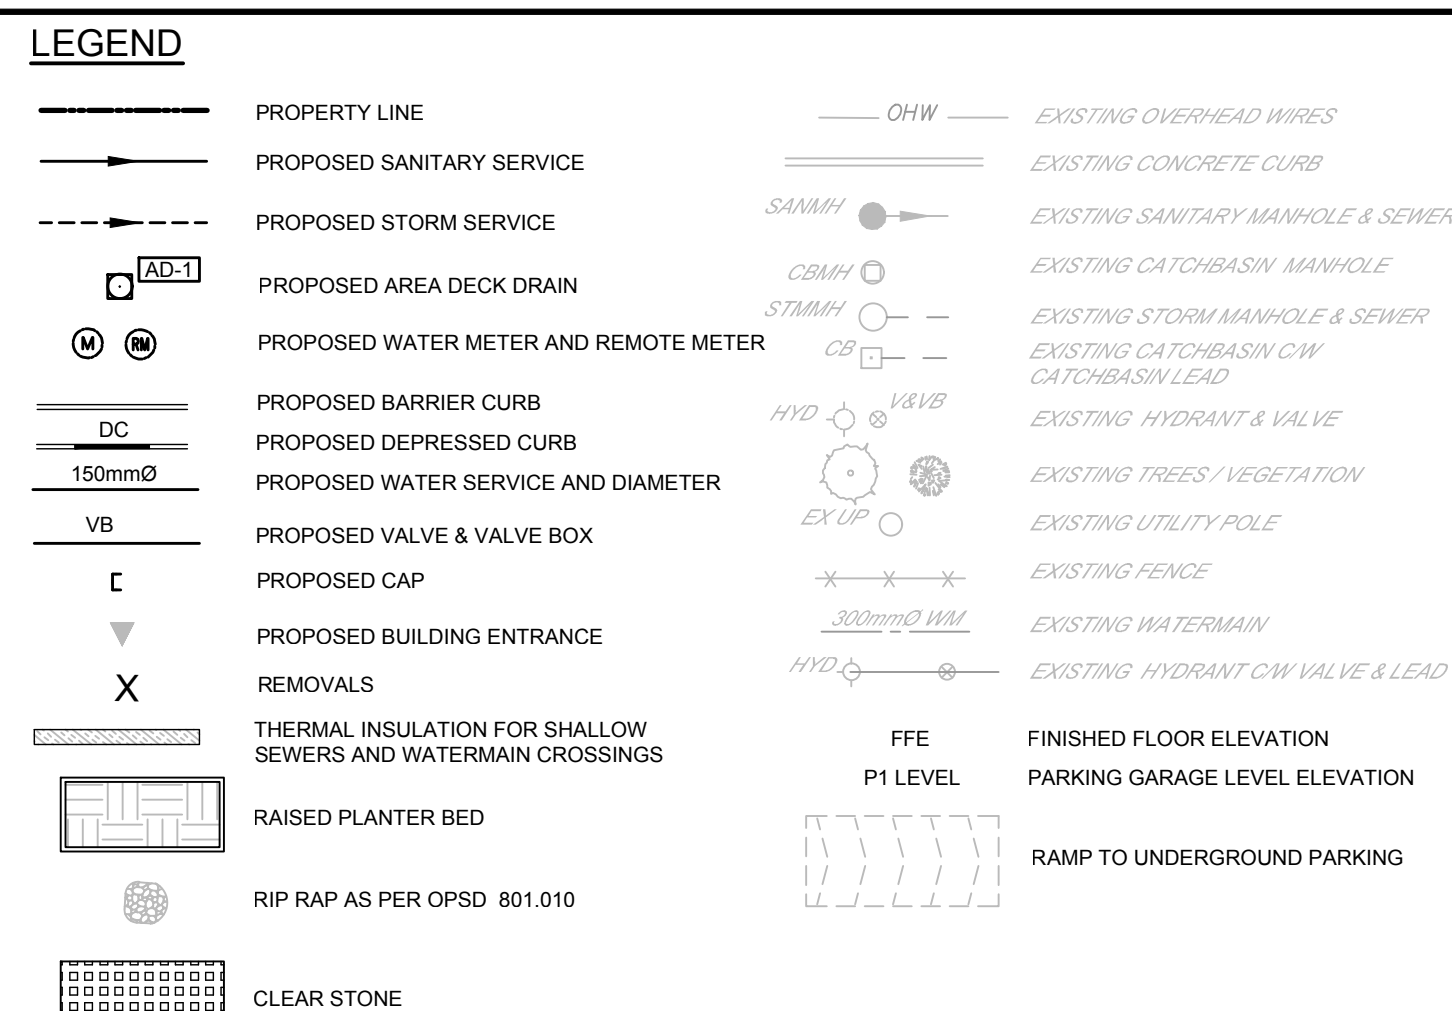 LEGEND
PROPERTY LINE
PROPOSED SANITARY SERVICE
PROPOSED STORM SERVICE
AD-1
PROPOSED AREA DECK DRAIN
M RM
PROPOSED WATER METER AND REMOTE METER
PROPOSED BARRIER CURB
DC
PROPOSED DEPRESSED CURB
150mmØ
PROPOSED WATER SERVICE AND DIAMETER
VB
PROPOSED VALVE & VALVE BOX
PROPOSED CAP
PROPOSED BUILDING ENTRANCE
X
REMOVALS
THERMAL INSULATION FOR SHALLOW
SEWERS AND WATERMAIN CROSSINGS
RAISED PLANTER BED
RIP RAP AS PER OPSD 801.010
CLEAR STONE
OHW
EXISTING OVERHEAD WIRES
EXISTING CONCRETE CURB
SANMH
EXISTING SANITARY MANHOLE & SEWER
CBMH
EXISTING CATCHBASIN MANHOLE
STMMH
EXISTING STORM MANHOLE & SEWER
CB
EXISTING CATCHBASIN C/W
CATCHBASIN LEAD
HYD V&VB
EXISTING HYDRANT & VALVE
EXISTING TREES / VEGETATION
EX UP
EXISTING UTILITY POLE
EXISTING FENCE
300mmØ WM
EXISTING WATERMAIN
HYD
EXISTING HYDRANT C/W VALVE & LEAD
FFE
FINISHED FLOOR ELEVATION
P1 LEVEL
PARKING GARAGE LEVEL ELEVATION
RAMP TO UNDERGROUND PARKING